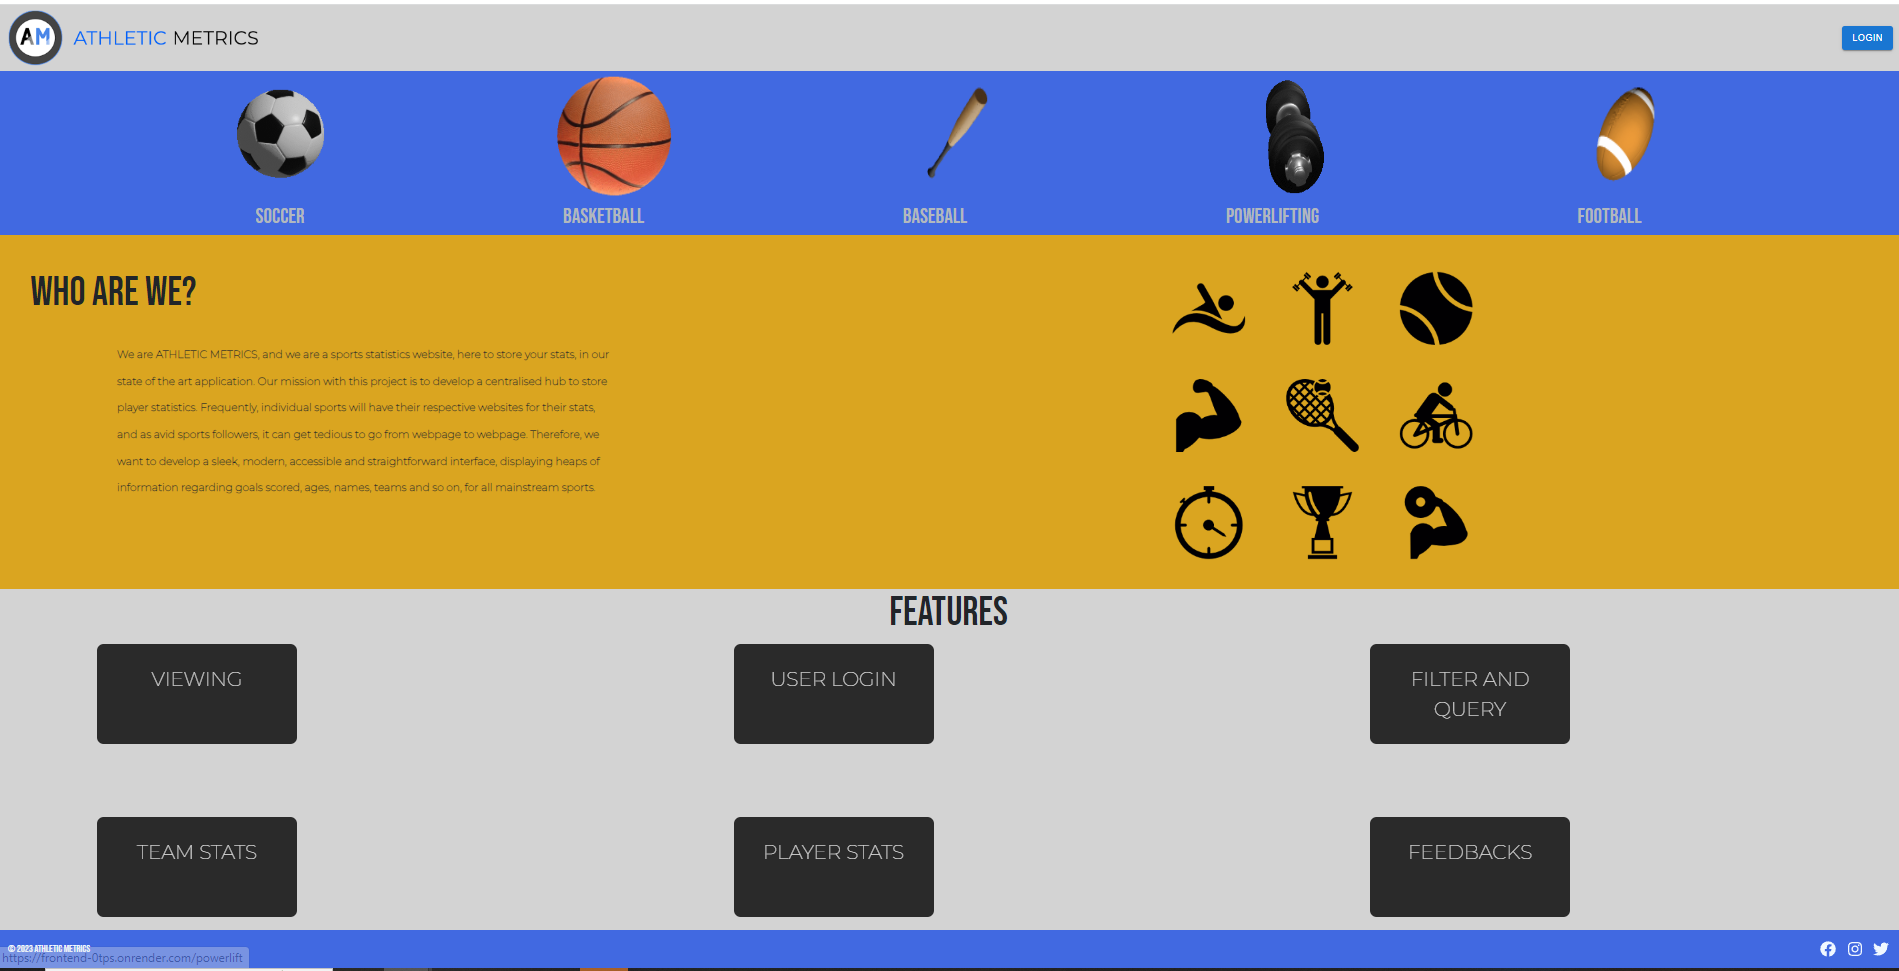 AM ATHLETIC METRICS
LOGIN
SOCCER
BASKETBALL
BASEBALL
POWERLIFTING
FOOTBALL
WHO ARE WE?
We are ATHLETIC METRICS, and we are a sports statistics website, here to store your stats, in our
state of the art application. Our mission with this project is to develop a centralised hub to store
player statistics. Frequently, individual sports will have their respective websites for their stats,
and as avid sports followers, it can get tedious to go from webpage to webpage. Therefore, we
want to develop a sleek, modern, accessible and straightforward interface, displaying heaps of
information regarding goals scored, ages, names, teams and so on, for all mainstream sports.
FEATURES
VIEWING
USER LOGIN
FILTER AND
QUERY
TEAM STATS
PLAYER STATS
FEEDBACKS
© 2023 ATHLETIC METRICS
https://frontend-0tps.onrender.com/powerlift